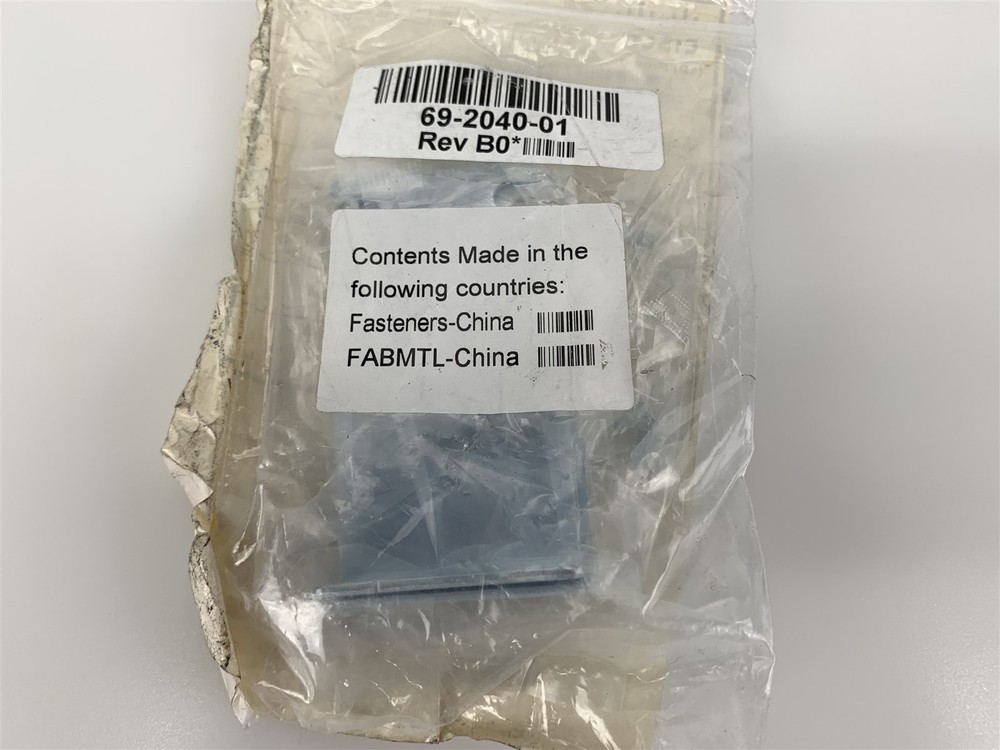 69-2040-01
Rev B0*
Contents Made in the
following countries:
Fasteners-China
FABMTL-China